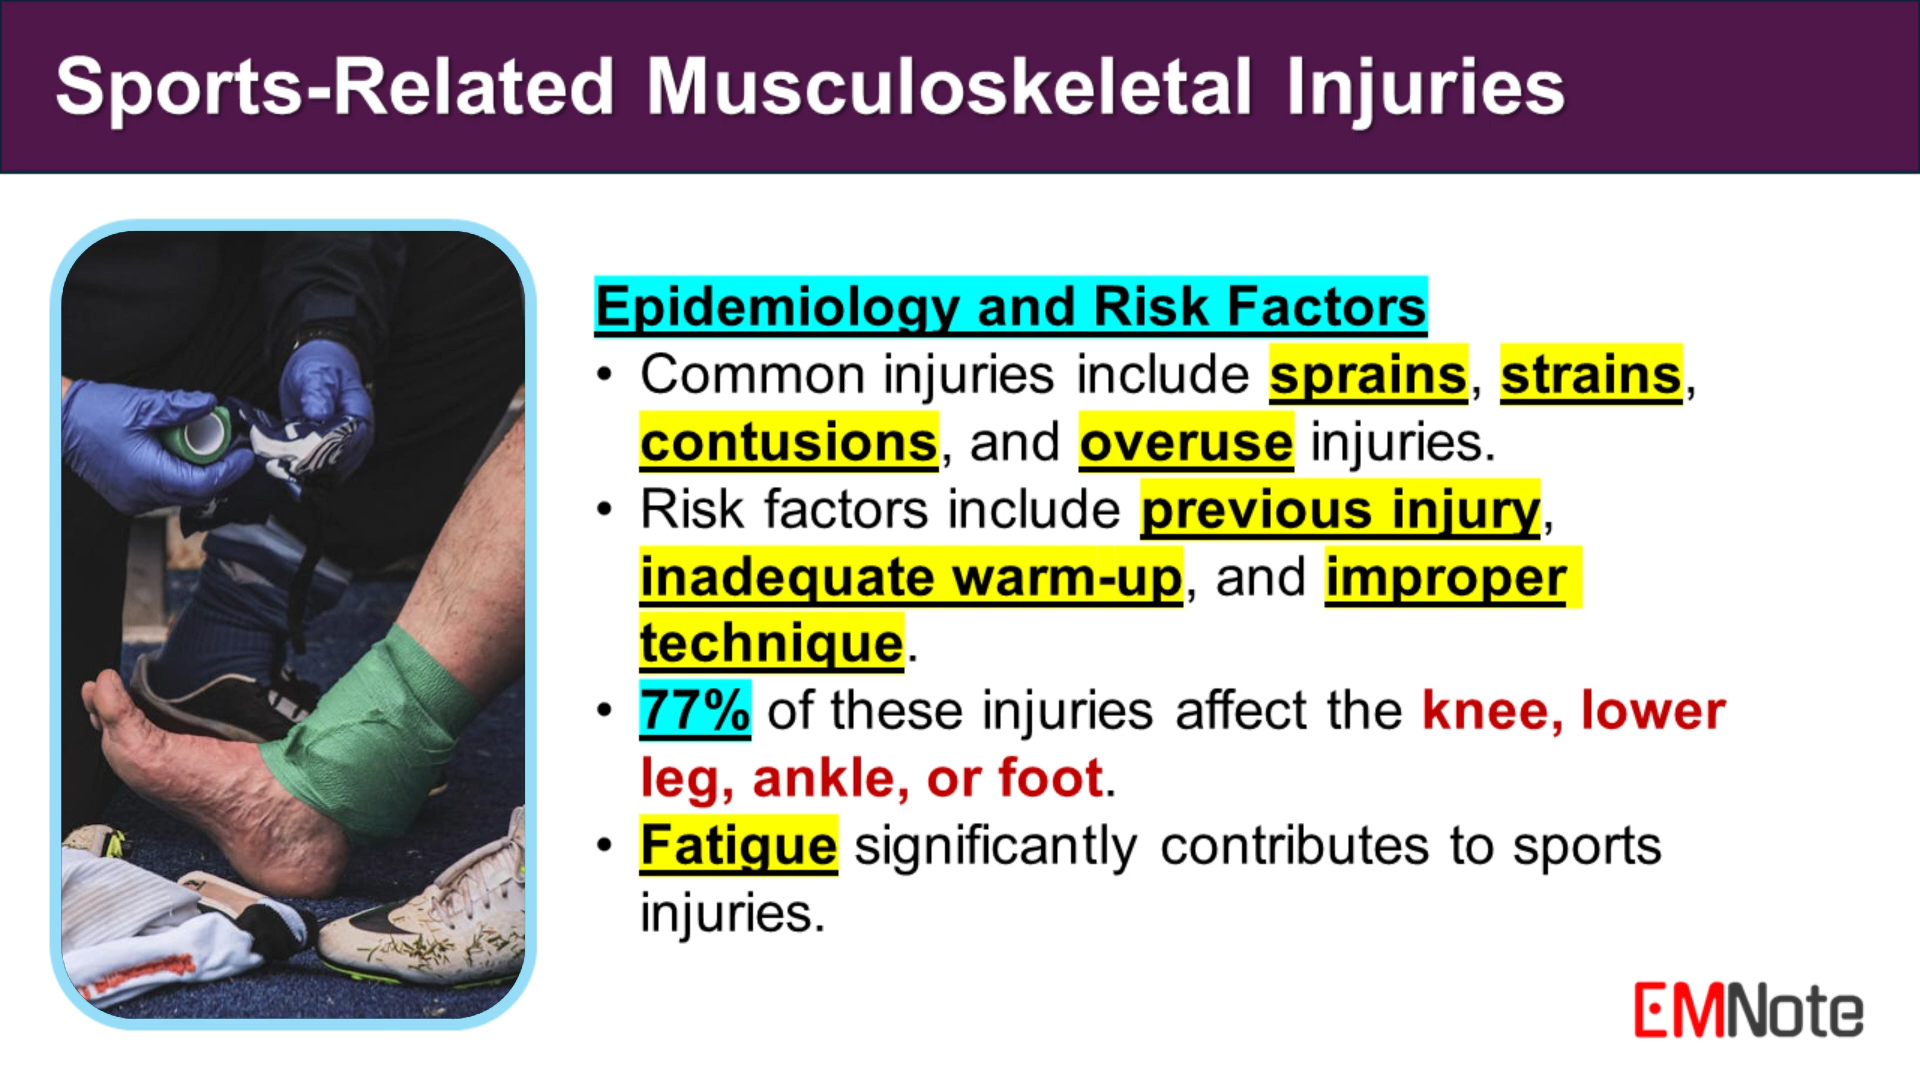 Sports-Related Musculoskeletal Injuries
Epidemiology and Risk Factors
• Common injuries include sprains, strains,
contusions, and overuse injuries.
• Risk factors include previous injury,
inadequate warm-up, and improper
technique.
• 77% of these injuries affect the knee, lower
leg, ankle, or foot.
• Fatigue significantly contributes to sports
injuries.
EMNote